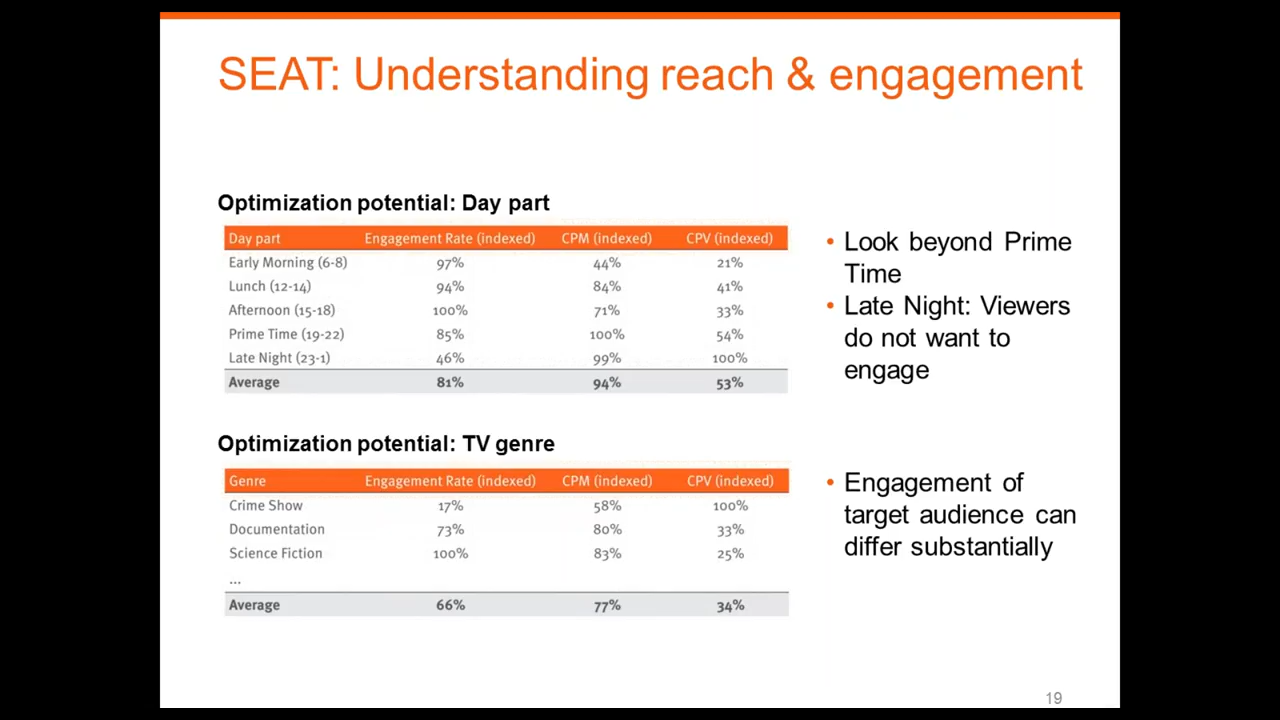 SEAT: Understanding reach & engagement
Optimization potential: Day part
Day part Engagement Rate (indexed) CPM (indexed) CPV (indexed)
Early Morning (6-8) 97% 44% 21%
Lunch (12-14) 94% 84% 41%
Afternoon (15-18) 100% 71% 33%
Prime Time (19-22) 85% 100% 54%
Late Night (23-1) 46% 99% 100%
Average 81% 94% 53%
• Look beyond Prime
Time
• Late Night: Viewers
do not want to
engage
Optimization potential: TV genre
Genre Engagement Rate (indexed) CPM (indexed) CPV (indexed)
Crime Show 17% 58% 100%
Documentation 73% 80% 33%
Science Fiction 100% 83% 25%
...
Average 66% 77% 34%
• Engagement of
target audience can
differ substantially
19